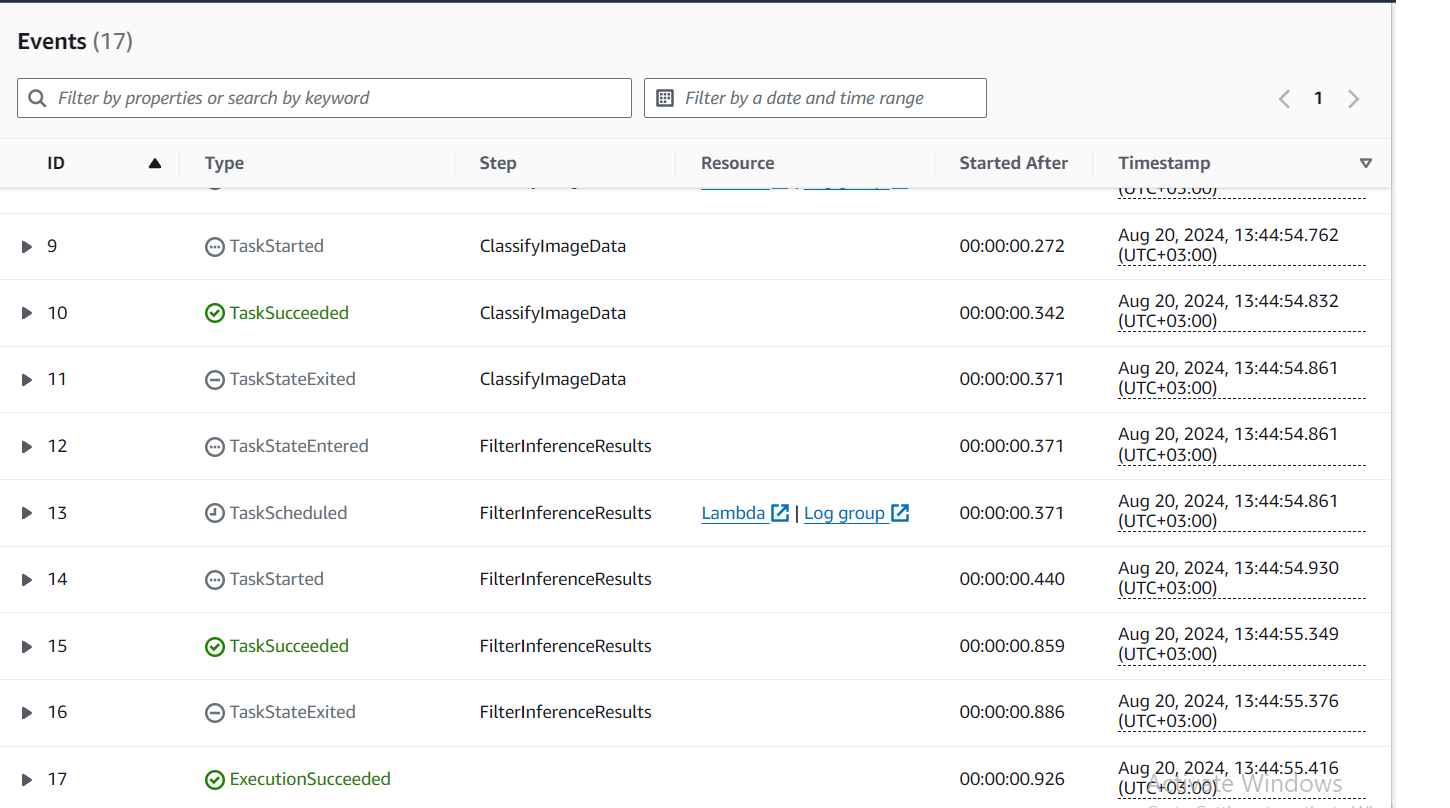 Events (17)
Filter by properties or search by keyword
Filter by a date and time range
1
ID Type Step Resource Started After Timestamp
(UTC+03:00)
9 TaskStarted ClassifyImageData 00:00:00.272 Aug 20, 2024, 13:44:54.762
(UTC+03:00)
10 TaskSucceeded ClassifyImageData 00:00:00.342 Aug 20, 2024, 13:44:54.832
(UTC+03:00)
11 TaskStateExited ClassifyImageData 00:00:00.371 Aug 20, 2024, 13:44:54.861
(UTC+03:00)
12 TaskStateEntered FilterInferenceResults 00:00:00.371 Aug 20, 2024, 13:44:54.861
(UTC+03:00)
13 TaskScheduled FilterInferenceResults Lambda | Log group 00:00:00.371 Aug 20, 2024, 13:44:54.861
(UTC+03:00)
14 TaskStarted FilterInferenceResults 00:00:00.440 Aug 20, 2024, 13:44:54.930
(UTC+03:00)
15 TaskSucceeded FilterInferenceResults 00:00:00.859 Aug 20, 2024, 13:44:55.349
(UTC+03:00)
16 TaskStateExited FilterInferenceResults 00:00:00.886 Aug 20, 2024, 13:44:55.376
(UTC+03:00)
17 ExecutionSucceeded 00:00:00.926 Aug 20, 2024, 13:44:55.416
(UTC+03:00)
Activate Windows